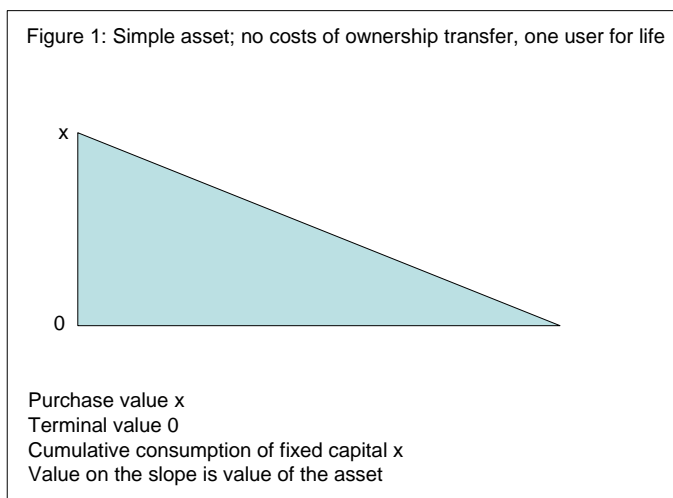 Figure 1: Simple asset; no costs of ownership transfer, one user for life
x
0
Purchase value x
Terminal value 0
Cumulative consumption of fixed capital x
Value on the slope is value of the asset